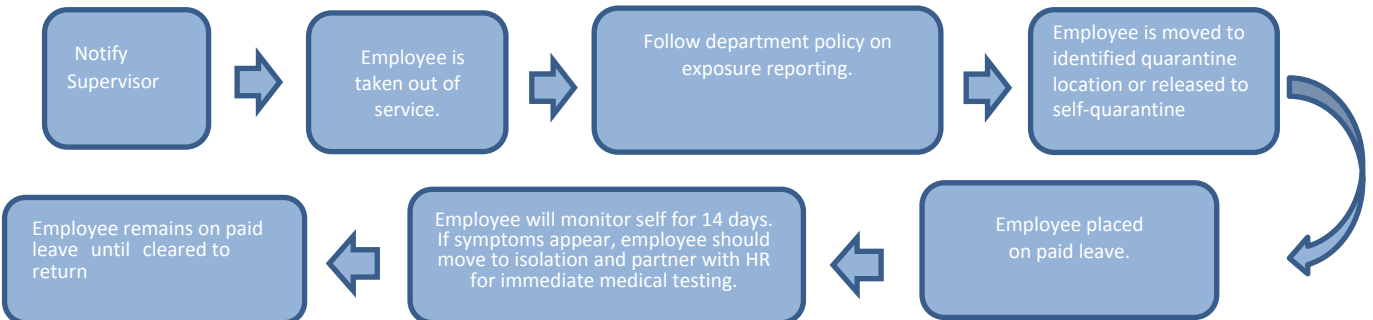 Notify
Supervisor
Employee is
taken out of
service.
Follow department policy on
exposure reporting.
Employee is moved to
identified quarantine
location or released to
self-quarantine
Employee placed
on paid leave.
Employee will monitor self for 14 days.
If symptoms appear, employee should
move to isolation and partner with HR
for immediate medical testing.
Employee remains on paid
leave until cleared to
return